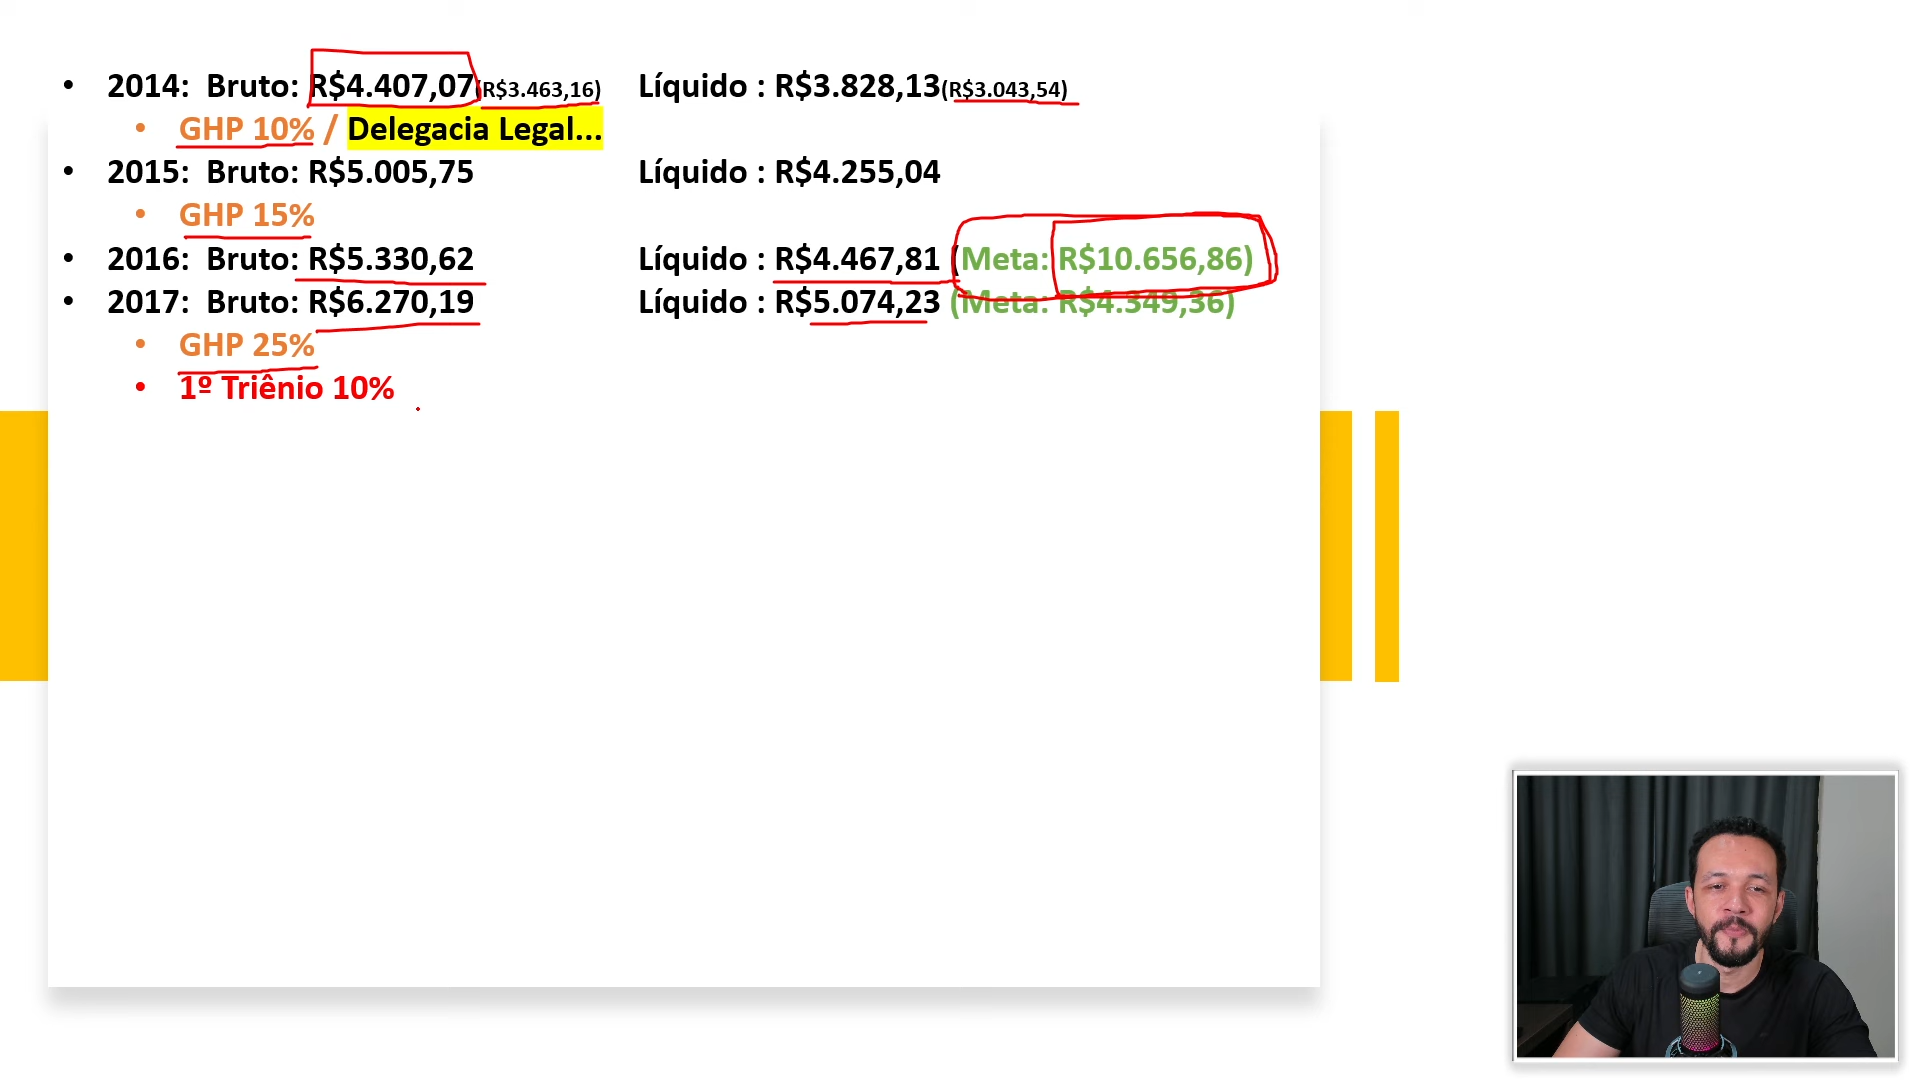 • 2014: Bruto: R$4.407,07(R$3.463,16) Líquido : R$3.828,13(R$3.043,54)
• GHP 10% / Delegacia Legal...
• 2015: Bruto: R$5.005,75 Líquido : R$4.255,04
• GHP 15%
• 2016: Bruto: R$5.330,62 Líquido : R$4.467,81 (Meta: R$10.656,86)
• 2017: Bruto: R$6.270,19 Líquido : R$5.074,23 (Meta: R$4.349,36)
• GHP 25%
• 1º Triênio 10%